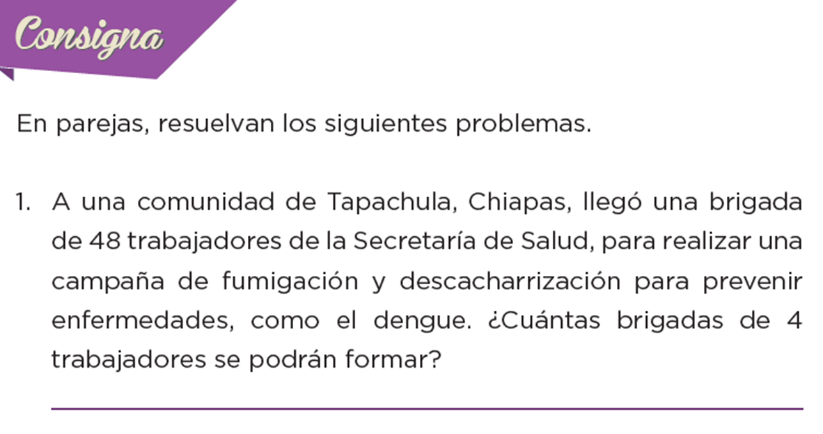 Consigna
En parejas, resuelvan los siguientes problemas.
1. A una comunidad de Tapachula, Chiapas, llegó una brigada
de 48 trabajadores de la Secretaría de Salud, para realizar una
campaña de fumigación y descacharrización para prevenir
enfermedades, como el dengue. ¿Cuántas brigadas de 4
trabajadores se podrán formar?